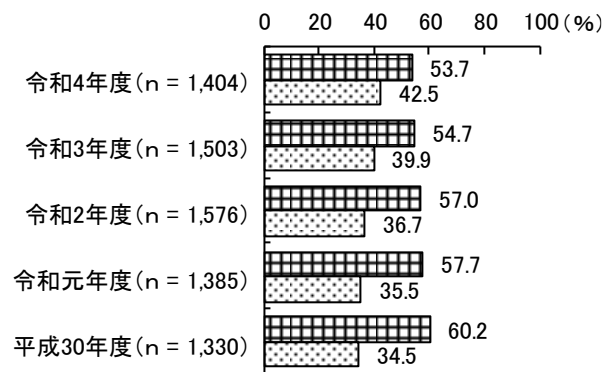 0 20 40 60 80 100(%)
令和4年度(n = 1,404) 53.7
42.5
令和3年度(n = 1,503) 54.7
39.9
令和2年度(n = 1,576) 57.0
36.7
令和元年度(n = 1,385) 57.7
35.5
平成30年度(n = 1,330) 60.2
34.5